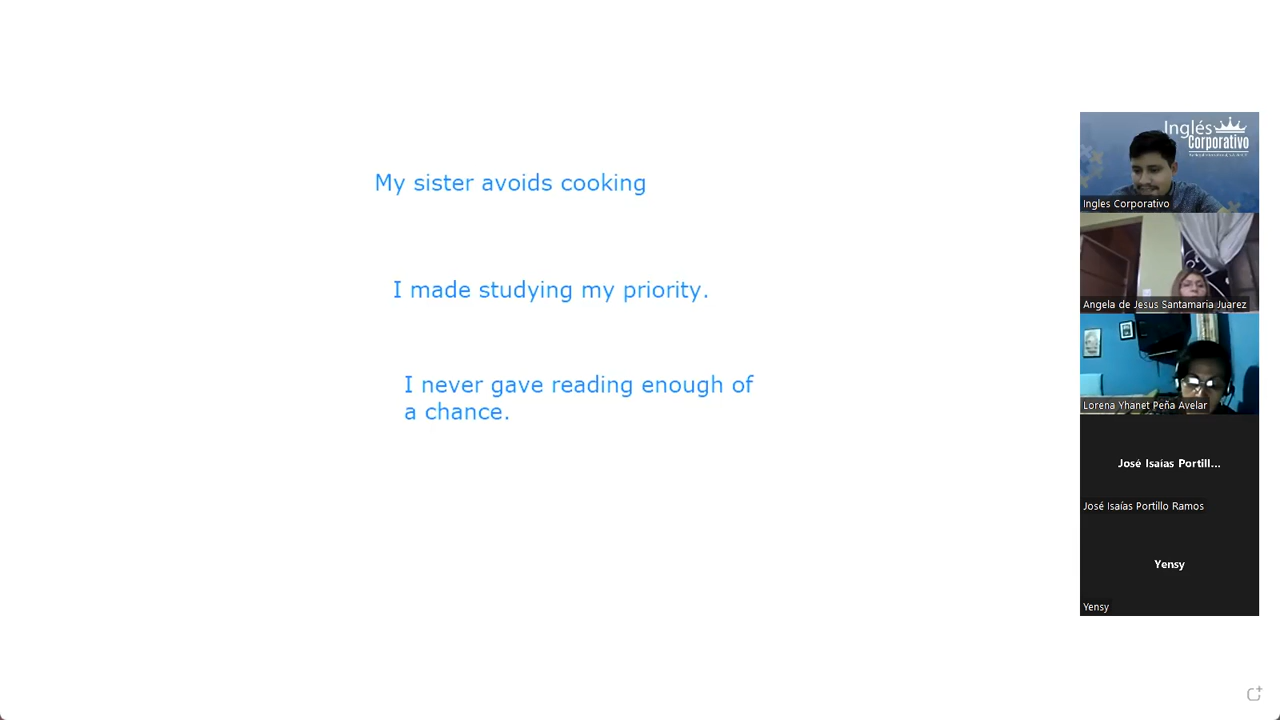 My sister avoids cooking
I made studying my priority.
I never gave reading enough of
a chance.
Inglés
Corporativo
Ingles Corporativo
Angela de Jesus Santamaria Juarez
Lorena Yhanet Peña Avelar
José Isaías Portill...
José Isaías Portillo Ramos
Yensy
Yensy